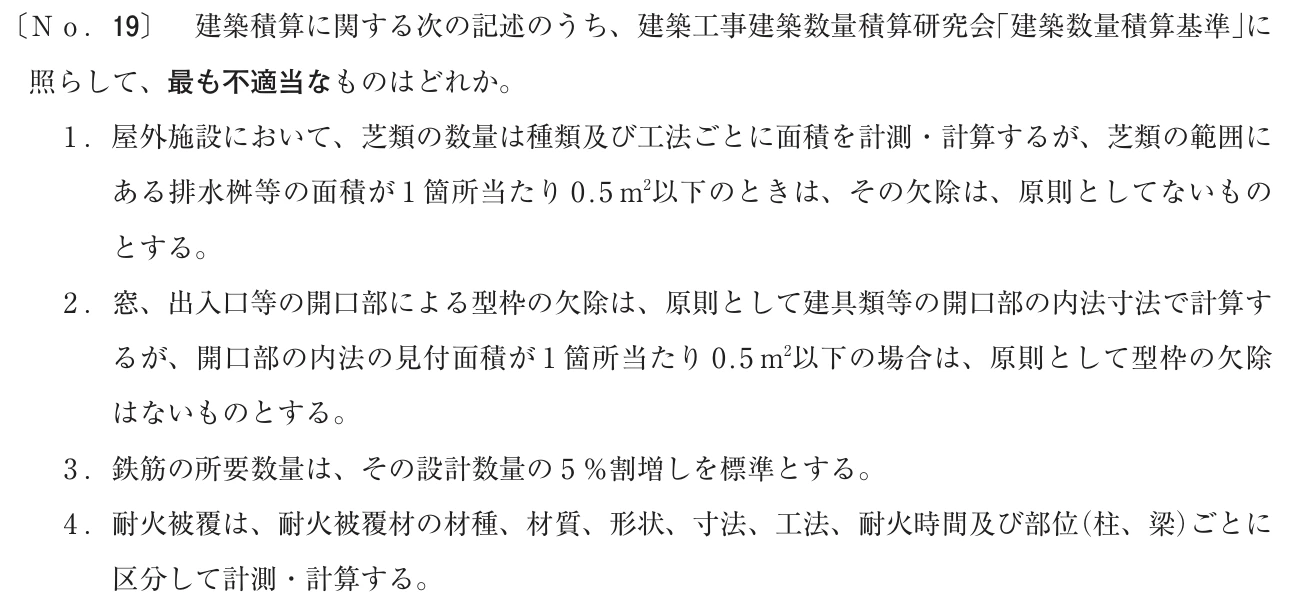 〔Ｎｏ．19〕　建築積算に関する次の記述のうち、建築工事建築数量積算研究会「建築数量積算基準」に
照らして、最も不適当なものはどれか。
１．屋外施設において、芝類の数量は種類及び工法ごとに面積を計測・計算するが、芝類の範囲に
ある排水桝等の面積が１箇所当たり 0.5 m²以下のときは、その欠除は、原則としてないもの
とする。
２．窓、出入口等の開口部による型枠の欠除は、原則として建具類等の開口部の内法寸法で計算す
るが、開口部の内法の見付面積が１箇所当たり 0.5 m²以下の場合は、原則として型枠の欠除
はないものとする。
３．鉄筋の所要数量は、その設計数量の５％割増しを標準とする。
４．耐火被覆は、耐火被覆材の材種、材質、形状、寸法、工法、耐火時間及び部位(柱、梁)ごとに
区分して計測・計算する。